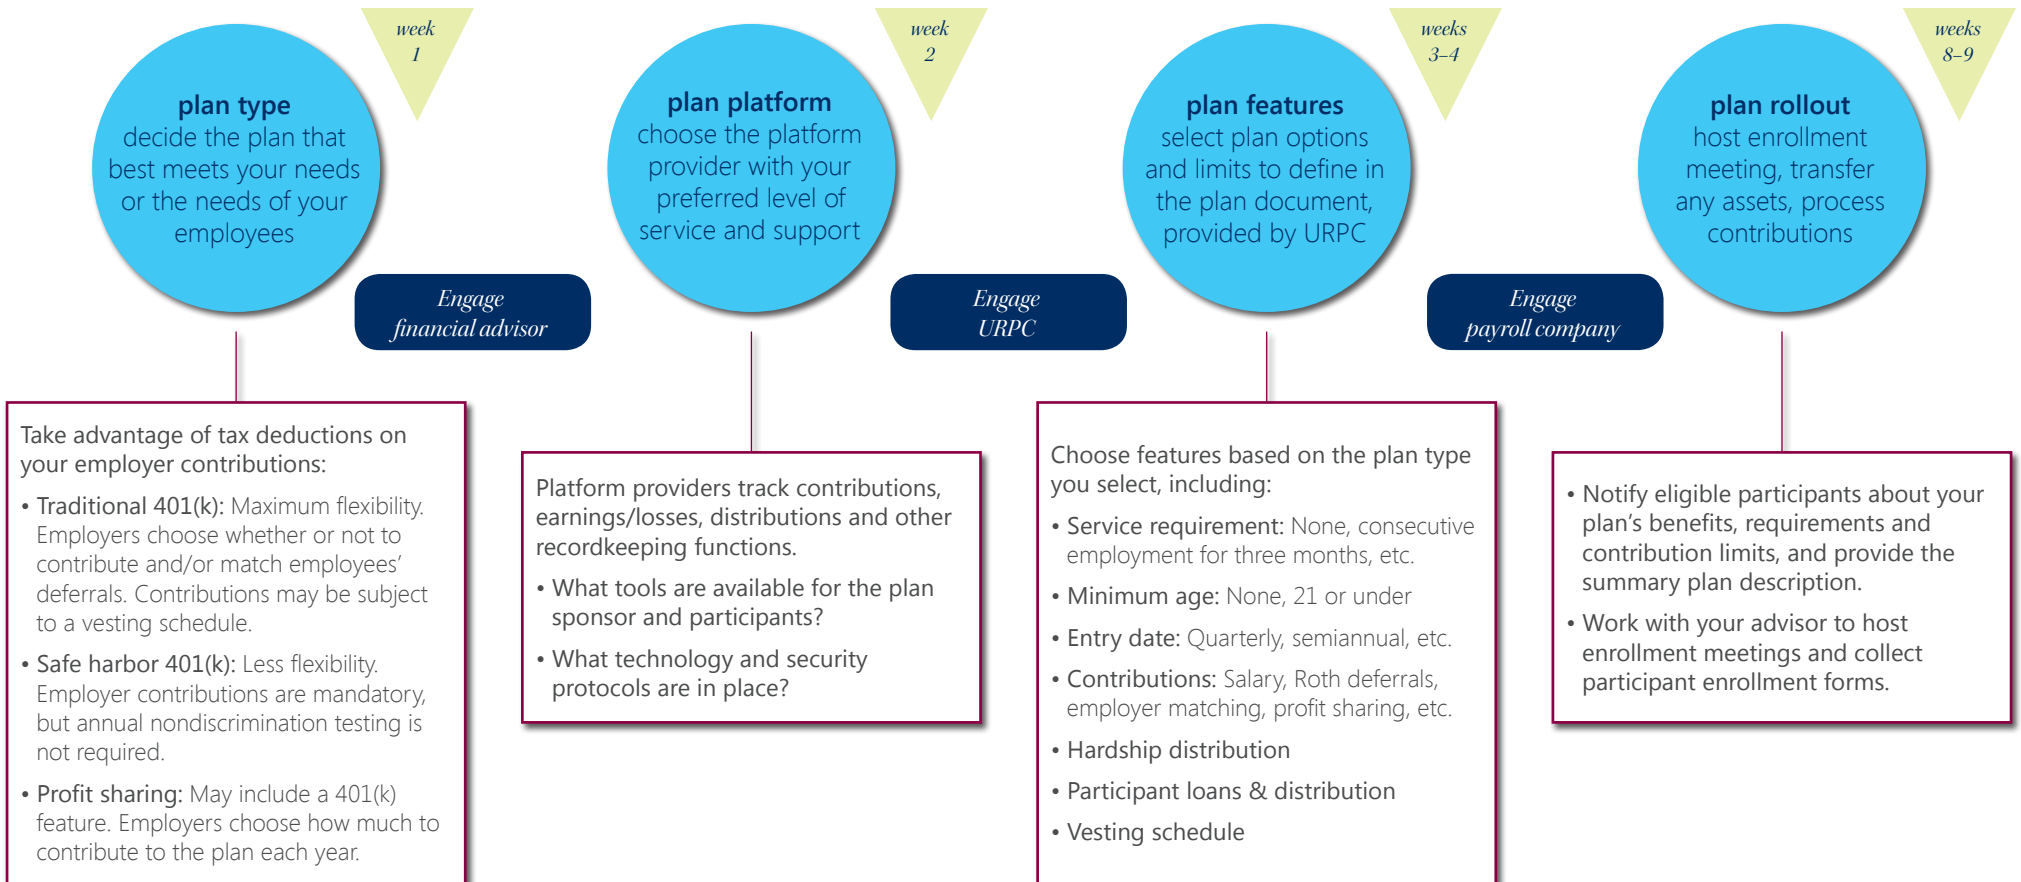 week
1
plan type
decide the plan that
best meets your needs
or the needs of your
employees
Engage
financial advisor
Take advantage of tax deductions on
your employer contributions:
• Traditional 401(k): Maximum flexibility.
Employers choose whether or not to
contribute and/or match employees’
deferrals. Contributions may be subject
to a vesting schedule.
• Safe harbor 401(k): Less flexibility.
Employer contributions are mandatory,
but annual nondiscrimination testing is
not required.
• Profit sharing: May include a 401(k)
feature. Employers choose how much to
contribute to the plan each year.
week
2
plan platform
choose the platform
provider with your
preferred level of
service and support
Engage
URPC
Platform providers track contributions,
earnings/losses, distributions and other
recordkeeping functions.
• What tools are available for the plan
sponsor and participants?
• What technology and security
protocols are in place?
weeks
3–4
plan features
select plan options
and limits to define in
the plan document,
provided by URPC
Engage
payroll company
Choose features based on the plan type
you select, including:
• Service requirement: None, consecutive
employment for three months, etc.
• Minimum age: None, 21 or under
• Entry date: Quarterly, semiannual, etc.
• Contributions: Salary, Roth deferrals,
employer matching, profit sharing, etc.
• Hardship distribution
• Participant loans & distribution
• Vesting schedule
weeks
8–9
plan rollout
host enrollment
meeting, transfer
any assets, process
contributions
• Notify eligible participants about your
plan’s benefits, requirements and
contribution limits, and provide the
summary plan description.
• Work with your advisor to host
enrollment meetings and collect
participant enrollment forms.